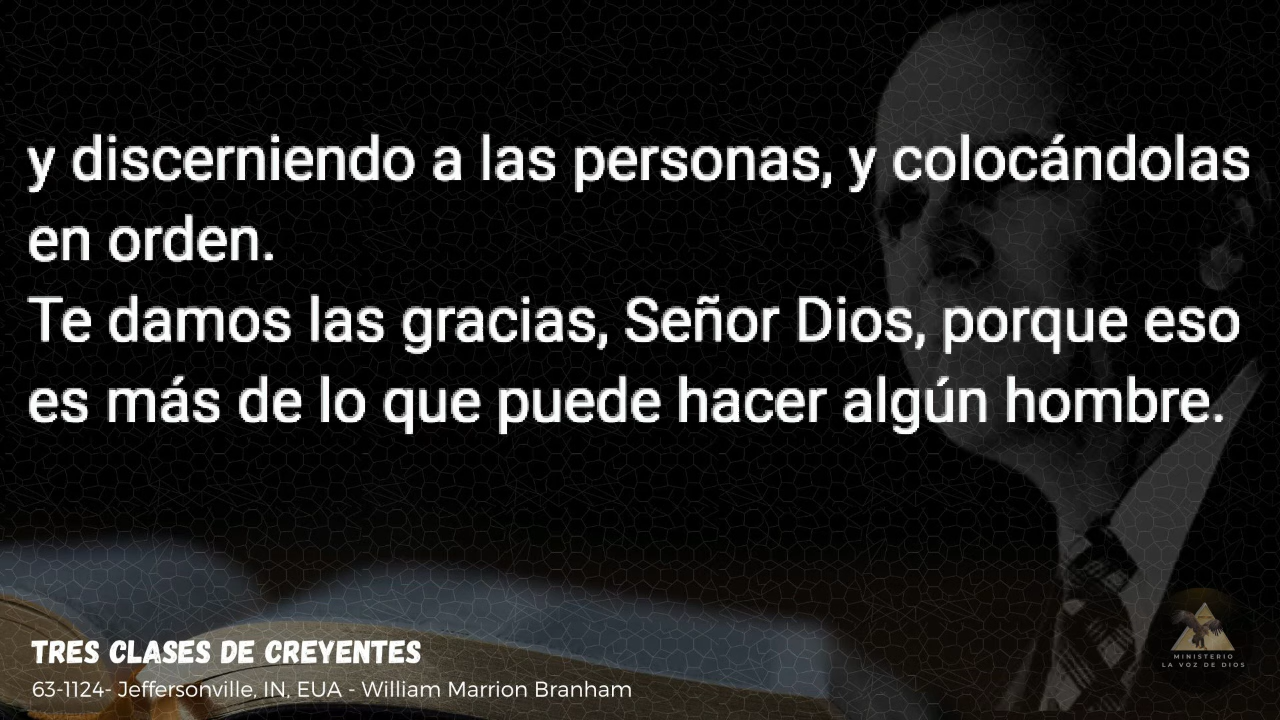 y discerniendo a las personas, y colocándolas
en orden.
Te damos las gracias, Señor Dios, porque eso
es más de lo que puede hacer algún hombre.
TRES CLASES DE CREYENTES
63-1124- Jeffersonville, IN, EUA - William Marrion Branham
MINISTERIO
LA VOZ DE DIOS